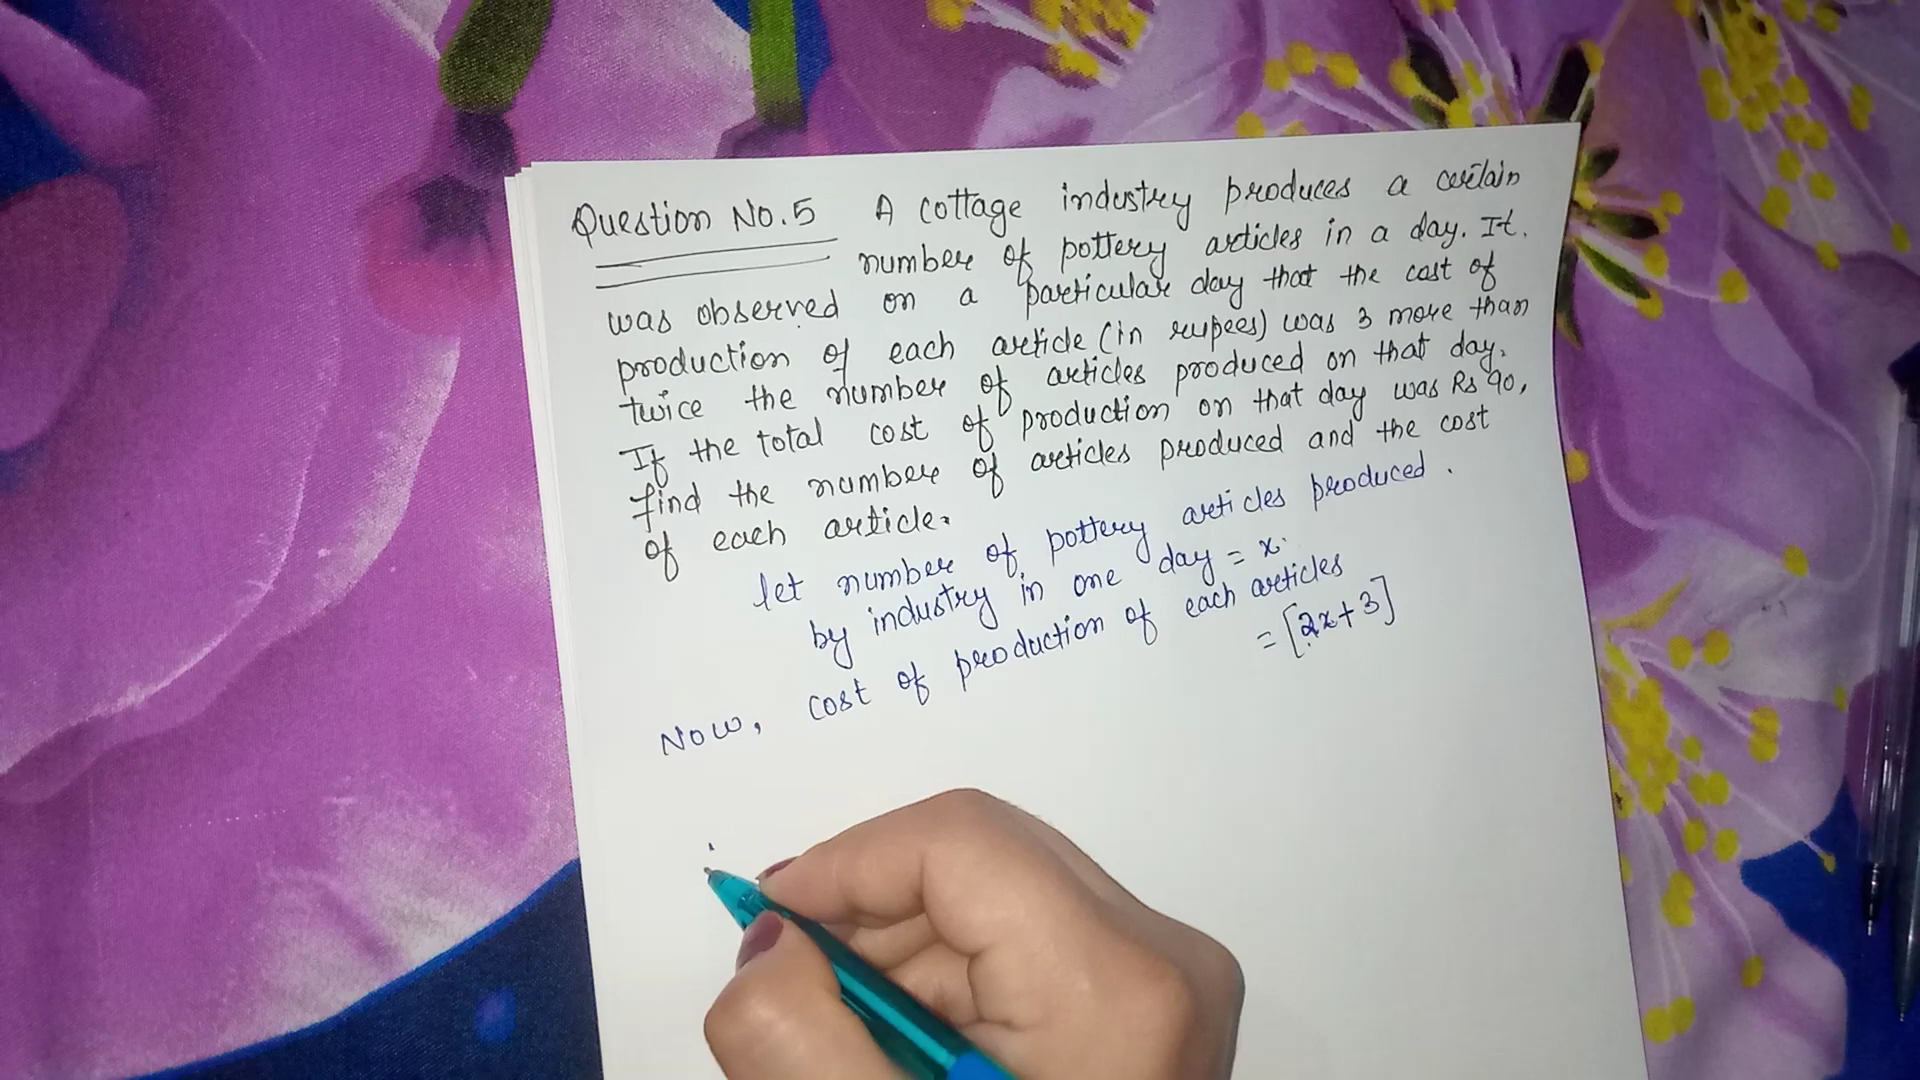 Question No.5 A cottage industry produces a certain
number of pottery articles in a day. It.
was observed on a particular day that the cost of
production of each article (in rupees) was 3 more than
twice the number of articles produced on that day.
If the total cost of production on that day was Rs 90,
find the number of articles produced and the cost
of each article.
let number of pottery articles produced.
by industry in one day = x.
Now, cost of production of each articles
= [2x+3]